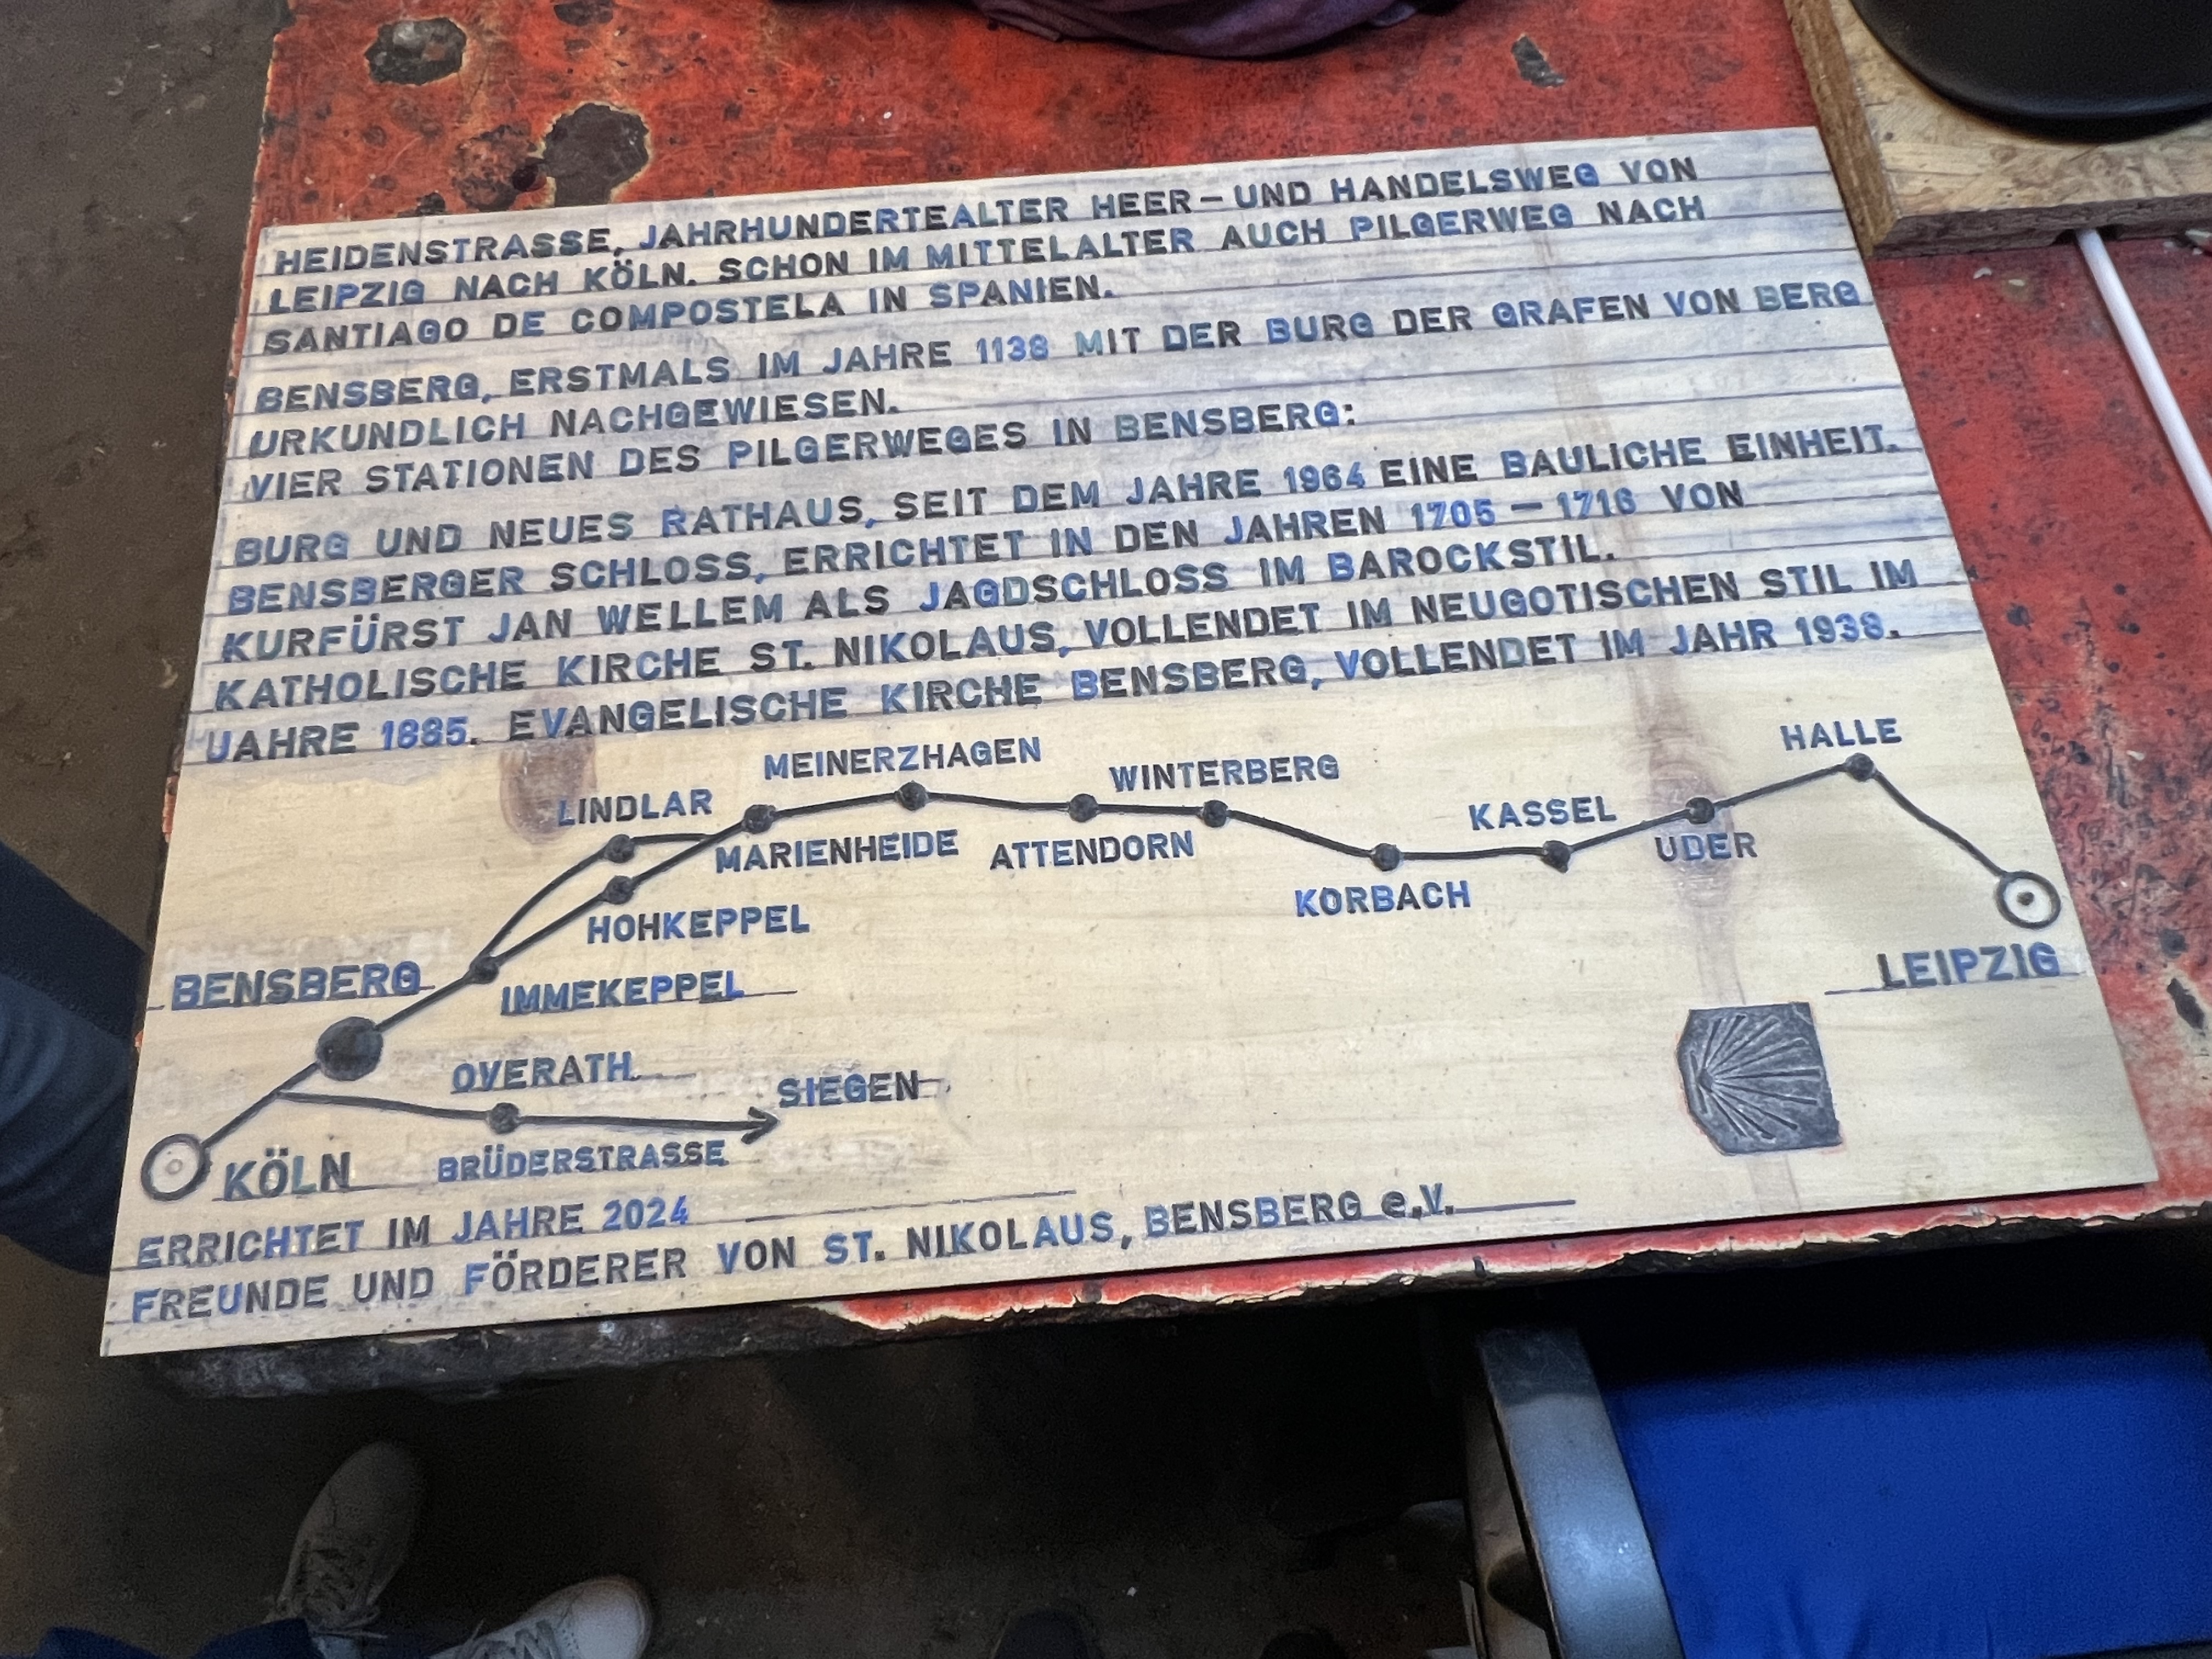 HEIDENSTRASSE, JAHRHUNDERTEALTER HEER – UND HANDELSWEG VON
LEIPZIG NACH KÖLN. SCHON IM MITTELALTER AUCH PILGERWEG NACH
SANTIAGO DE COMPOSTELA IN SPANIEN.
BENSBERG, ERSTMALS IM JAHRE 1138 MIT DER BURG DER GRAFEN VON BERG
URKUNDLICH NACHGEWIESEN.
VIER STATIONEN DES PILGERWEGES IN BENSBERG:
BURG UND NEUES RATHAUS, SEIT DEM JAHRE 1964 EINE BAULICHE EINHEIT.
BENSBERGER SCHLOSS, ERRICHTET IN DEN JAHREN 1705 – 1716 VON
KURFÜRST JAN WELLEM ALS JAGDSCHLOSS IM BAROCKSTIL.
KATHOLISCHE KIRCHE ST. NIKOLAUS, VOLLENDET IM NEUGOTISCHEN STIL IM
JAHRE 1885. EVANGELISCHE KIRCHE BENSBERG, VOLLENDET IM JAHR 1938.
HALLE
MEINERZHAGEN
WINTERBERG
LINDLAR
KASSEL
MARIENHEIDE
ATTENDORN
UDER
KORBACH
HOHKEPPEL
BENSBERG
IMMEKEPPEL
LEIPZIG
OVERATH
SIEGEN
KÖLN
BRÜDERSTRASSE
ERRICHTET IM JAHRE 2024
FREUNDE UND FÖRDERER VON ST. NIKOLAUS, BENSBERG e.V.